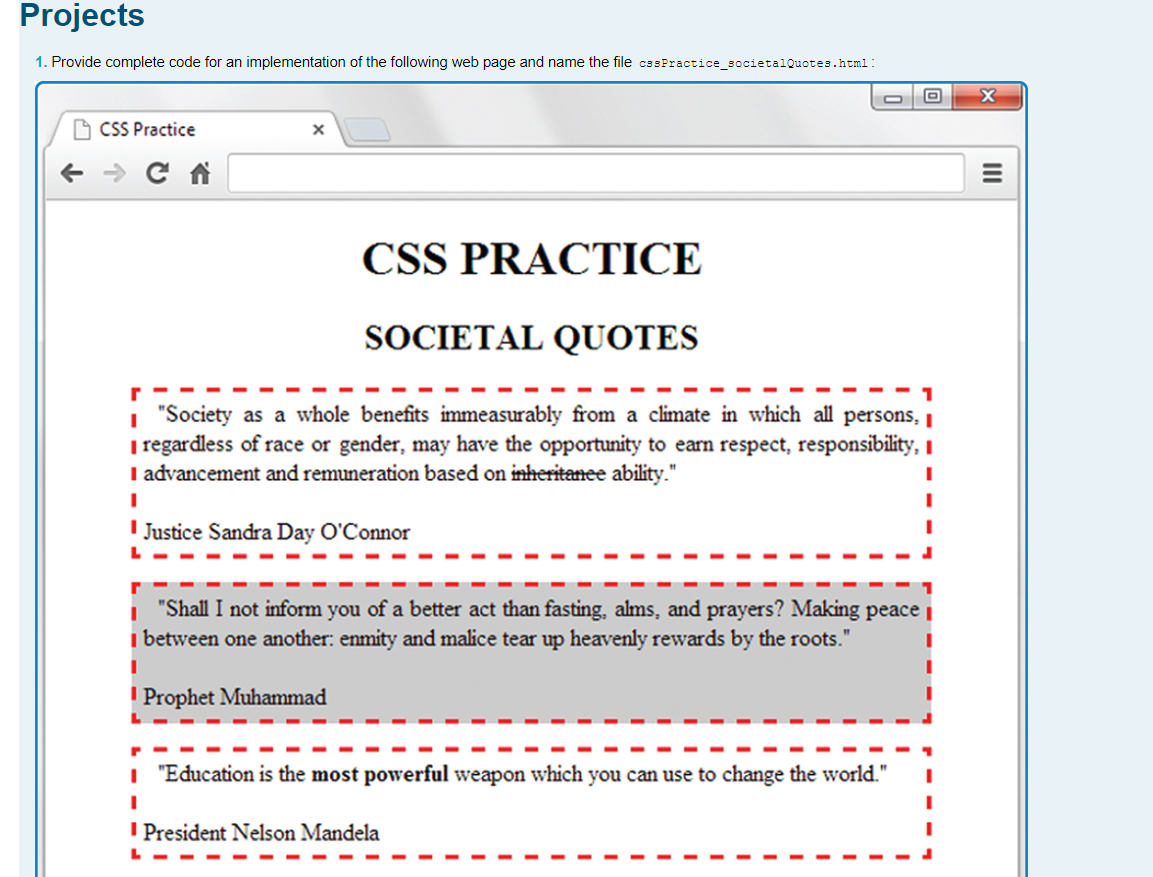 Projects
1. Provide complete code for an implementation of the following web page and name the file cssPractice_societalQuotes.html:
CSS Practice
CSS PRACTICE
SOCIETAL QUOTES
"Society as a whole benefits immeasurably from a climate in which all persons,
regardless of race or gender, may have the opportunity to earn respect, responsibility,
advancement and remuneration based on inheritance ability."
Justice Sandra Day O'Connor
"Shall I not inform you of a better act than fasting, alms, and prayers? Making peace
between one another: enmity and malice tear up heavenly rewards by the roots."
Prophet Muhammad
"Education is the most powerful weapon which you can use to change the world."
President Nelson Mandela